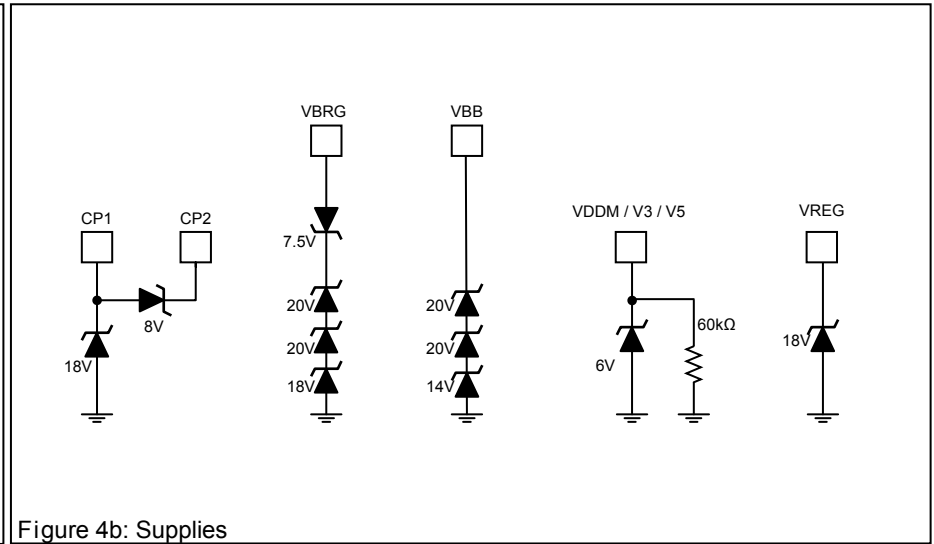 VBRG
VBB
CP1
CP2
VDDM / V3 / V5
VREG
7.5V
8V
18V
20V
20V
18V
20V
20V
14V
60kΩ
6V
18V
Figure 4b: Supplies